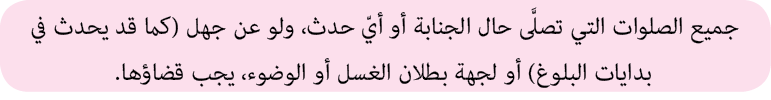 جميع الصلوات التي تصلَّى حال الجنابة أو أيّ حدث، ولو عن جهل (كما قد يحدث في
بدايات البلوغ) أو لجهة بطلان الغسل أو الوضوء، يجب قضاؤها.